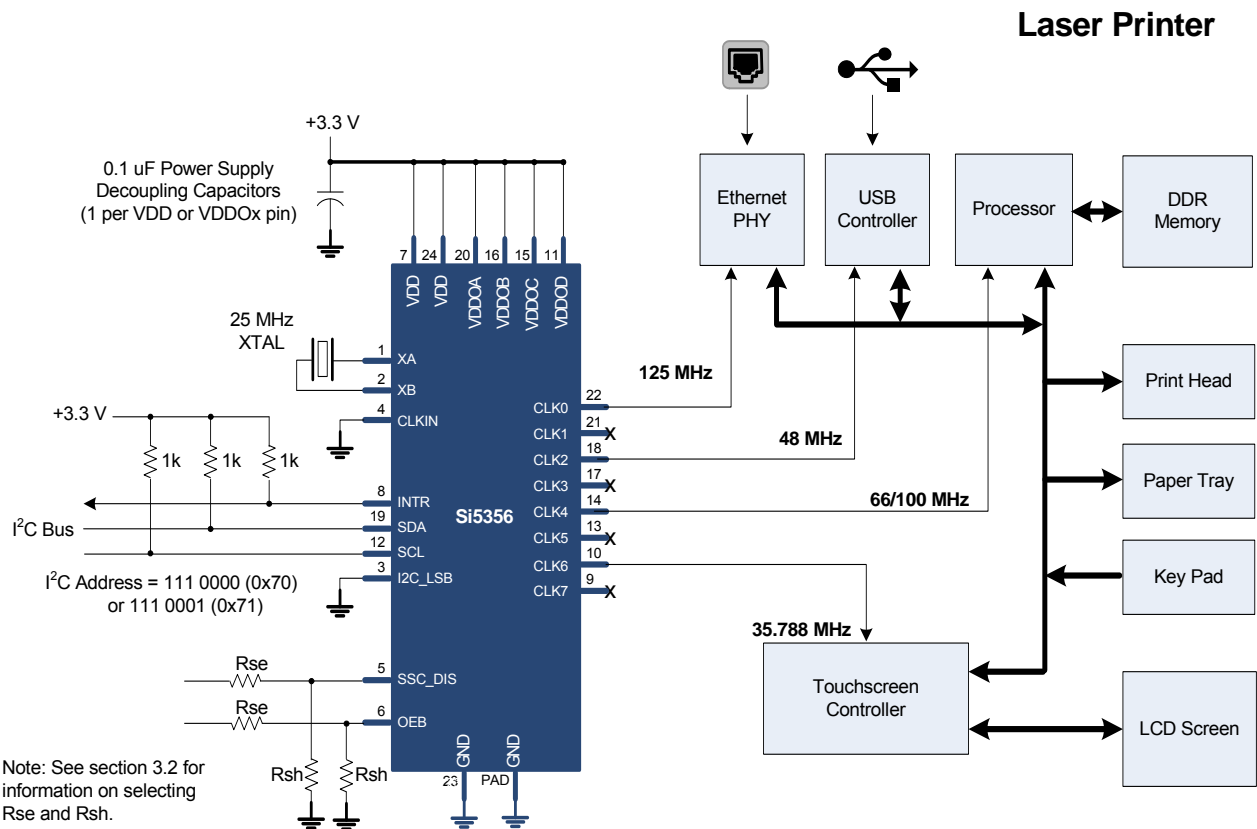 Laser Printer
+3.3 V
0.1 uF Power Supply
Decoupling Capacitors
(1 per VDD or VDDOx pin)
7
24
20
16
15
11
VDD
VDD
VDDOA
VDDOB
VDDOC
VDDOD
25 MHz
XTAL
1
XA
2
XB
4
CLKIN
+3.3 V
1k
1k
1k
8
INTR
19
SDA
12
SCL
3
I2C_LSB
I²C Bus
I²C Address = 111 0000 (0x70)
or 111 0001 (0x71)
Si5356
5
SSC_DIS
6
OEB
Rse
Rse
Rsh
Rsh
Note: See section 3.2 for
information on selecting
Rse and Rsh.
GND
GND
23
PAD
CLK0
22
CLK1
21
X
CLK2
18
CLK3
17
X
CLK4
14
CLK5
13
X
CLK6
10
CLK7
9
X
125 MHz
48 MHz
66/100 MHz
35.788 MHz
Ethernet
PHY
USB
Controller
Processor
DDR
Memory
Print Head
Paper Tray
Key Pad
Touchscreen
Controller
LCD Screen